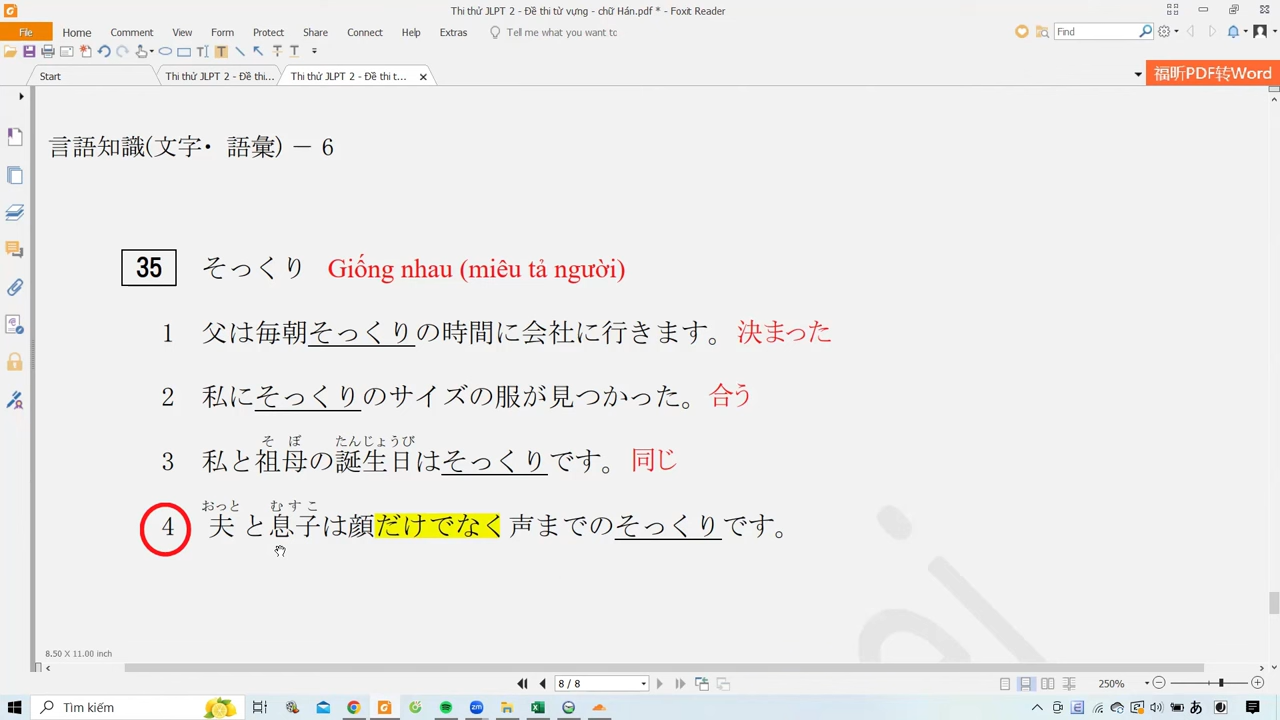 Thi thử JLPT 2 - Đề thi từ vựng - chữ Hán.pdf * - Foxit Reader
File Home Comment View Form Protect Share Connect Help Extras Tell me what you want to Find
Start Thi thử JLPT 2 - Đề thi... Thi thử JLPT 2 - Đề thi t... 福昕PDF转Word
言語知識(文字・ 語彙) － 6
35 そっくり Giống nhau (miêu tả người)
1 父は毎朝そっくりの時間に会社に行きます。 決まった
2 私にそっくりのサイズの服が見つかった。 合う
そ ぼ たんじょうび
3 私と祖母の誕生日はそっくりです。 同じ
おっと むすこ
4 夫と息子は顔だけでなく声までのそっくりです。
8.50 X 11.00 inch
8 / 8 250%
Tìm kiếm あ